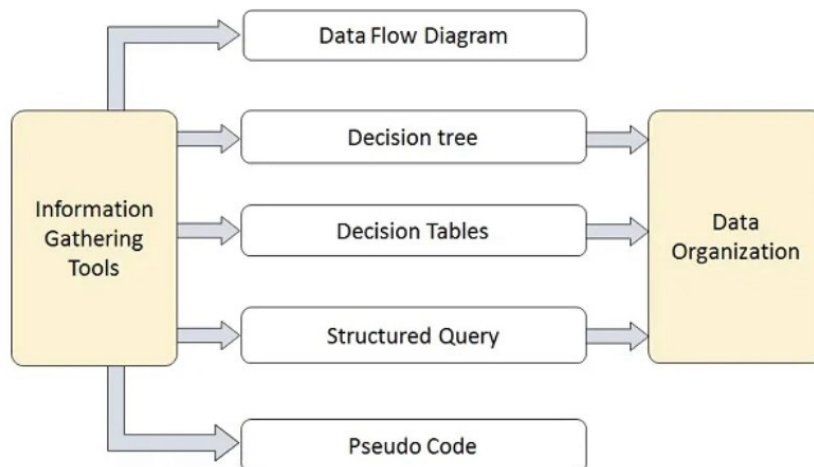 Data Flow Diagram
Decision tree
Information
Gathering
Tools
Decision Tables
Data
Organization
Structured Query
Pseudo Code